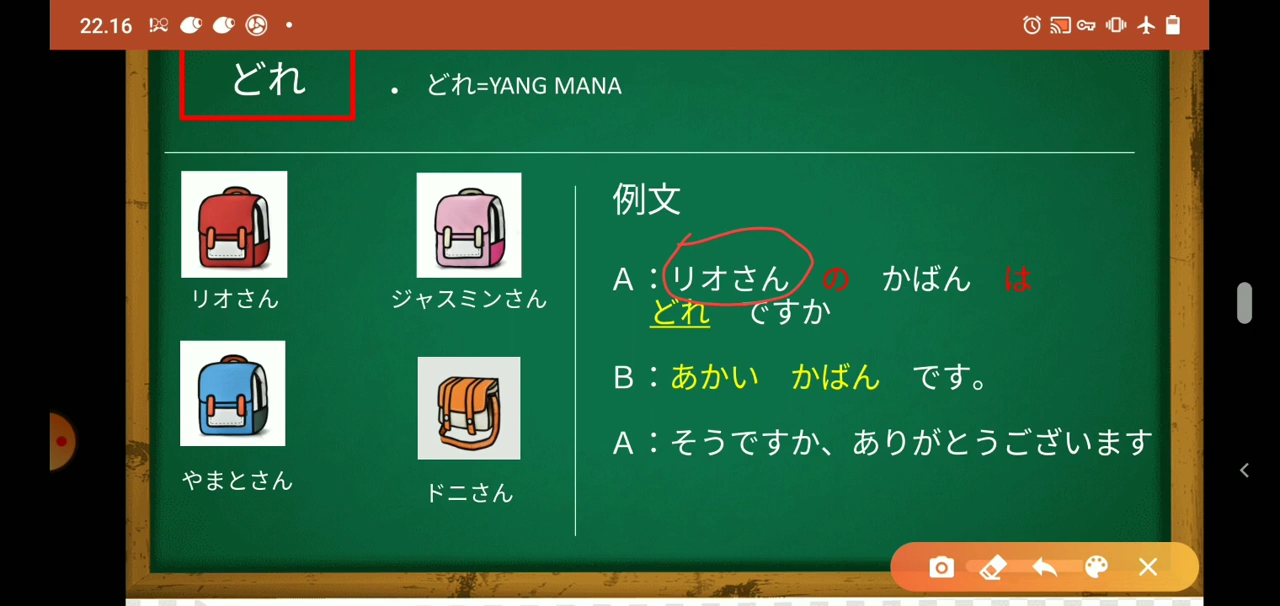 22.16
どれ
• どれ=YANG MANA
リオさん
ジャスミンさん
やまとさん
ドニさん
例文
A：リオさん の かばん は
どれ ですか
B：あかい かばん です。
A：そうですか、ありがとうございます